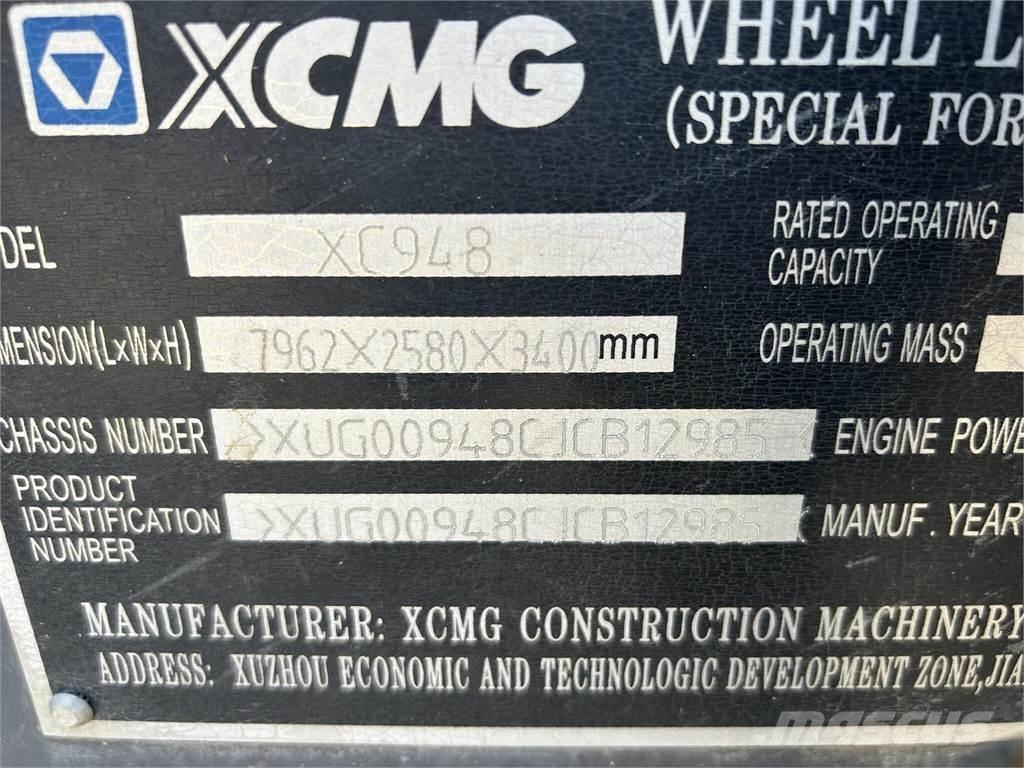 XCMG
WHEEL L
(SPECIAL FOR
DEL XC948
RATED OPERATING
CAPACITY
MENSION(L×W×H) 7962X2580X3400mm
OPERATING MASS
CHASSIS NUMBER >XUG00948CJCB12985<
ENGINE POWE
PRODUCT
IDENTIFICATION
NUMBER >XUG00948CJCB12985<
MANUF. YEAR
MANUFACTURER: XCMG CONSTRUCTION MACHINERY
ADDRESS: XUZHOU ECONOMIC AND TECHNOLOGIC DEVELOPMENT ZONE,JIA
mascus